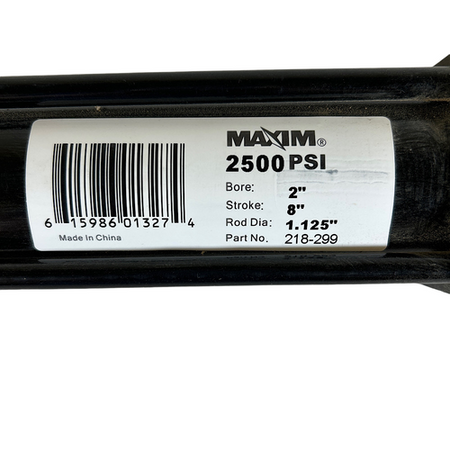 MAXIM®
2500 PSI
Bore: 2"
Stroke: 8"
Rod Dia: 1.125"
Part No. 218-299
6 15986 01327 4
Made In China